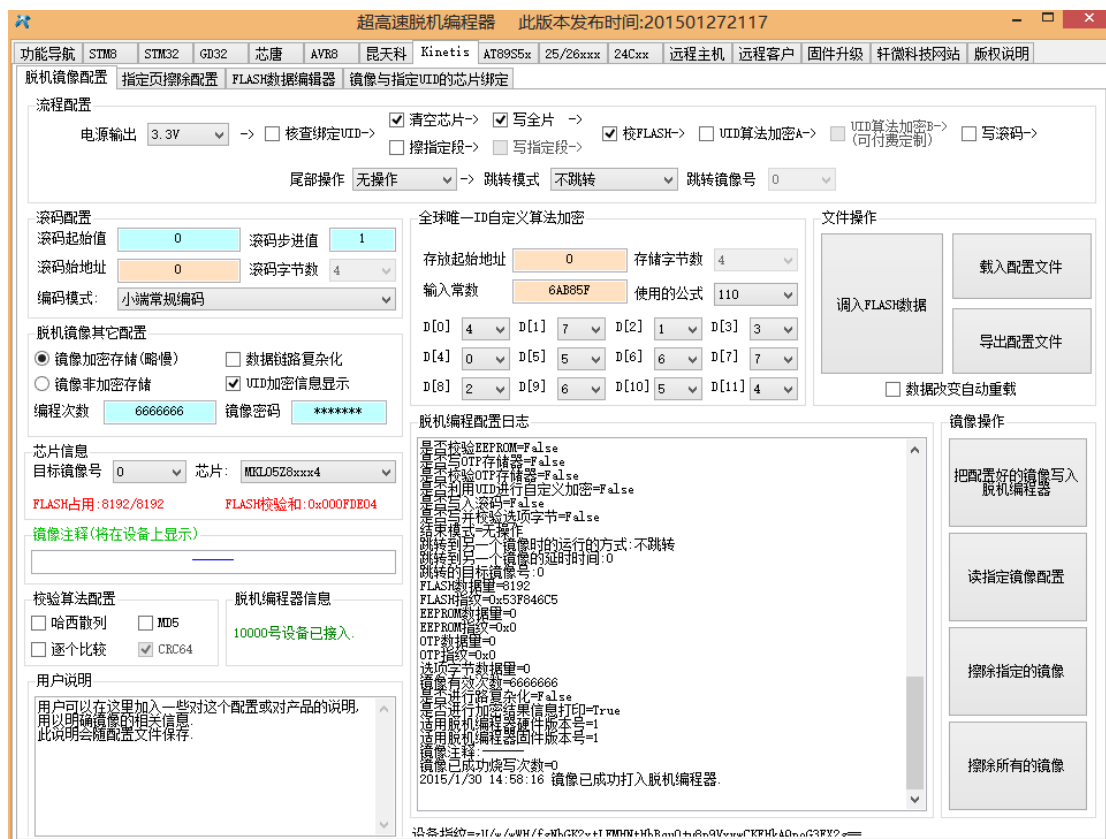 超高速脱机编程器 此版本发布时间:201501272117
功能导航 STM8 STM32 GD32 芯唐 AVR8 昆天科 Kinetis AT89S5x 25/26xxx 24Cxx 远程主机 远程客户 固件升级 轩微科技网站 版权说明
脱机镜像配置 指定页擦除配置 FLASH数据编辑器 镜像与指定UID的芯片绑定
流程配置
电源输出 3.3V -> 核查绑定UID-> 清空芯片-> 写全片 -> 校FLASH-> UID算法加密A-> UID算法加密B-> 写滚码->
擦指定段-> 写指定段-> (可付费定制)
尾部操作 无操作 -> 跳转模式 不跳转 跳转镜像号 0
滚码配置
滚码起始值 0 滚码步进值 1
滚码始地址 0 滚码字节数 4
编码模式: 小端常规编码
全球唯一ID自定义算法加密
存放起始地址 0 存储字节数 4
输入常数 6AB85F 使用的公式 110
D[0] 4 D[1] 7 D[2] 1 D[3] 3
D[4] 0 D[5] 5 D[6] 6 D[7] 7
D[8] 2 D[9] 6 D[10] 5 D[11] 4
文件操作
调入FLASH数据
载入配置文件
导出配置文件
数据改变自动重载
脱机镜像其它配置
镜像加密存储(略慢) 数据链路复杂化
镜像非加密存储 UID加密信息显示
编程次数 6666666 镜像密码 *******
芯片信息
目标镜像号 0 芯片: MKL05Z8xxx4
FLASH占用:8192/8192 FLASH校验和:0x000FDE04
镜像注释(将在设备上显示)
———
校验算法配置
哈西散列 MD5
逐个比较 CRC64
脱机编程器信息
10000号设备已接入.
用户说明
用户可以在这里加入一些对这个配置或对产品的说明,
用以明确镜像的相关信息.
此说明会随配置文件保存.
脱机编程配置日志
是否校验EEPROM=False
是否写OTP存储器=False
是否校验OTP存储器=False
是否利用UID进行自定义加密=False
是否写入滚码=False
是否写并校验选项字节=False
结束模式=无操作
跳转到另一个镜像时的运行的方式:不跳转
跳转到另一个镜像的延时时间:0
跳转的目标镜像号:0
FLASH数据量=8192
FLASH指纹=0x53F846C5
EEPROM数据量=0
EEPROM指纹=0x0
OTP数据量=0
OTP指纹=0x0
选项字节数据量=0
镜像有效次数=6666666
是否进行路复杂化=False
是否进行加密结果信息打印=True
适用脱机编程器硬件版本号=1
适用脱机编程器固件版本号=1
镜像注释:———
镜像已成功烧写次数=0
2015/1/30 14:58:16 镜像已成功打入脱机编程器.
镜像操作
把配置好的镜像写入
脱机编程器
读指定镜像配置
擦除指定的镜像
擦除所有的镜像